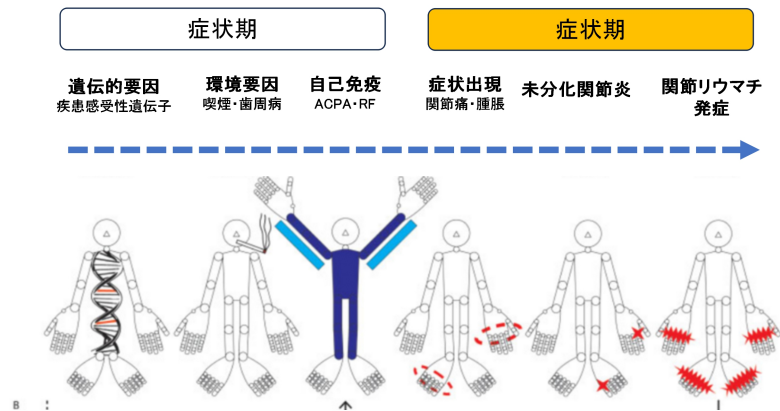 症状期
症状期
遺伝的要因
疾患感受性遺伝子
環境要因
喫煙・歯周病
自己免疫
ACPA・RF
症状出現
関節痛・腫脹
未分化関節炎
関節リウマチ
発症
B